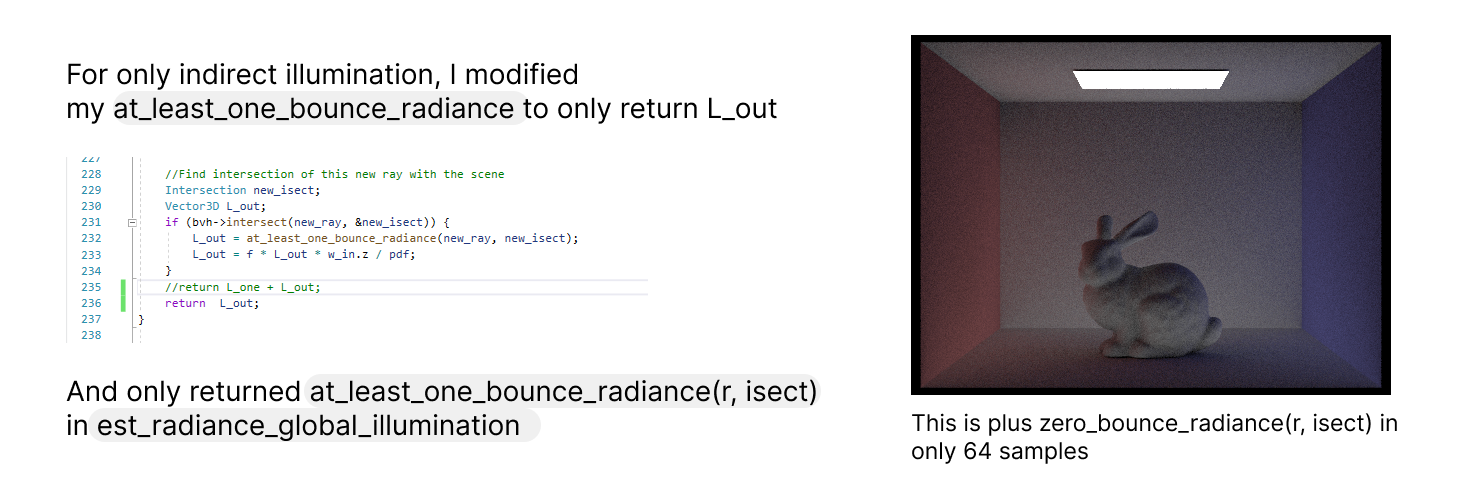 For only indirect illumination, I modified
my at_least_one_bounce_radiance to only return L_out
227
228 //Find intersection of this new ray with the scene
229 Intersection new_isect;
230 Vector3D L_out;
231 if (bvh->intersect(new_ray, &new_isect)) {
232 L_out = at_least_one_bounce_radiance(new_ray, new_isect);
233 L_out = f * L_out * w_in.z / pdf;
234 }
235 //return L_one + L_out;
236 return L_out;
237 }
238
And only returned at_least_one_bounce_radiance(r, isect)
in est_radiance_global_illumination
This is plus zero_bounce_radiance(r, isect) in
only 64 samples